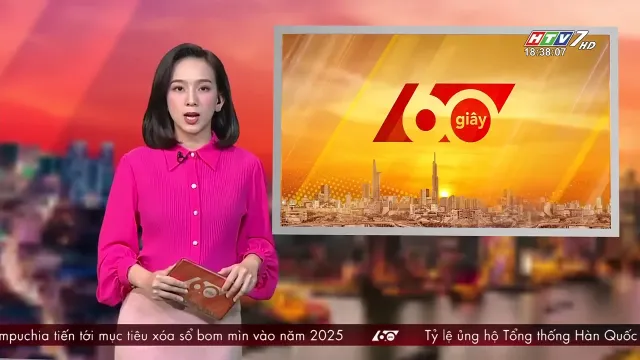 HTV7 HD
18:38:07
60 giây
mpuchia tiến tới mục tiêu xóa sổ bom mìn vào năm 2025 60 Tỷ lệ ủng hộ Tổng thống Hàn Quốc